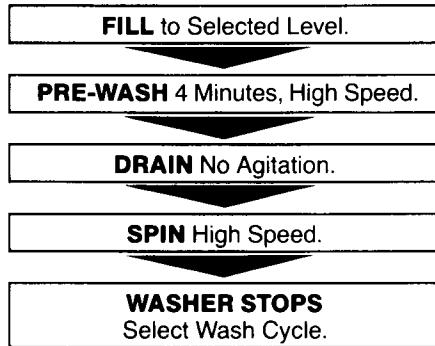 FILL to Selected Level.
PRE-WASH 4 Minutes, High Speed.
DRAIN No Agitation.
SPIN High Speed.
WASHER STOPS
Select Wash Cycle.